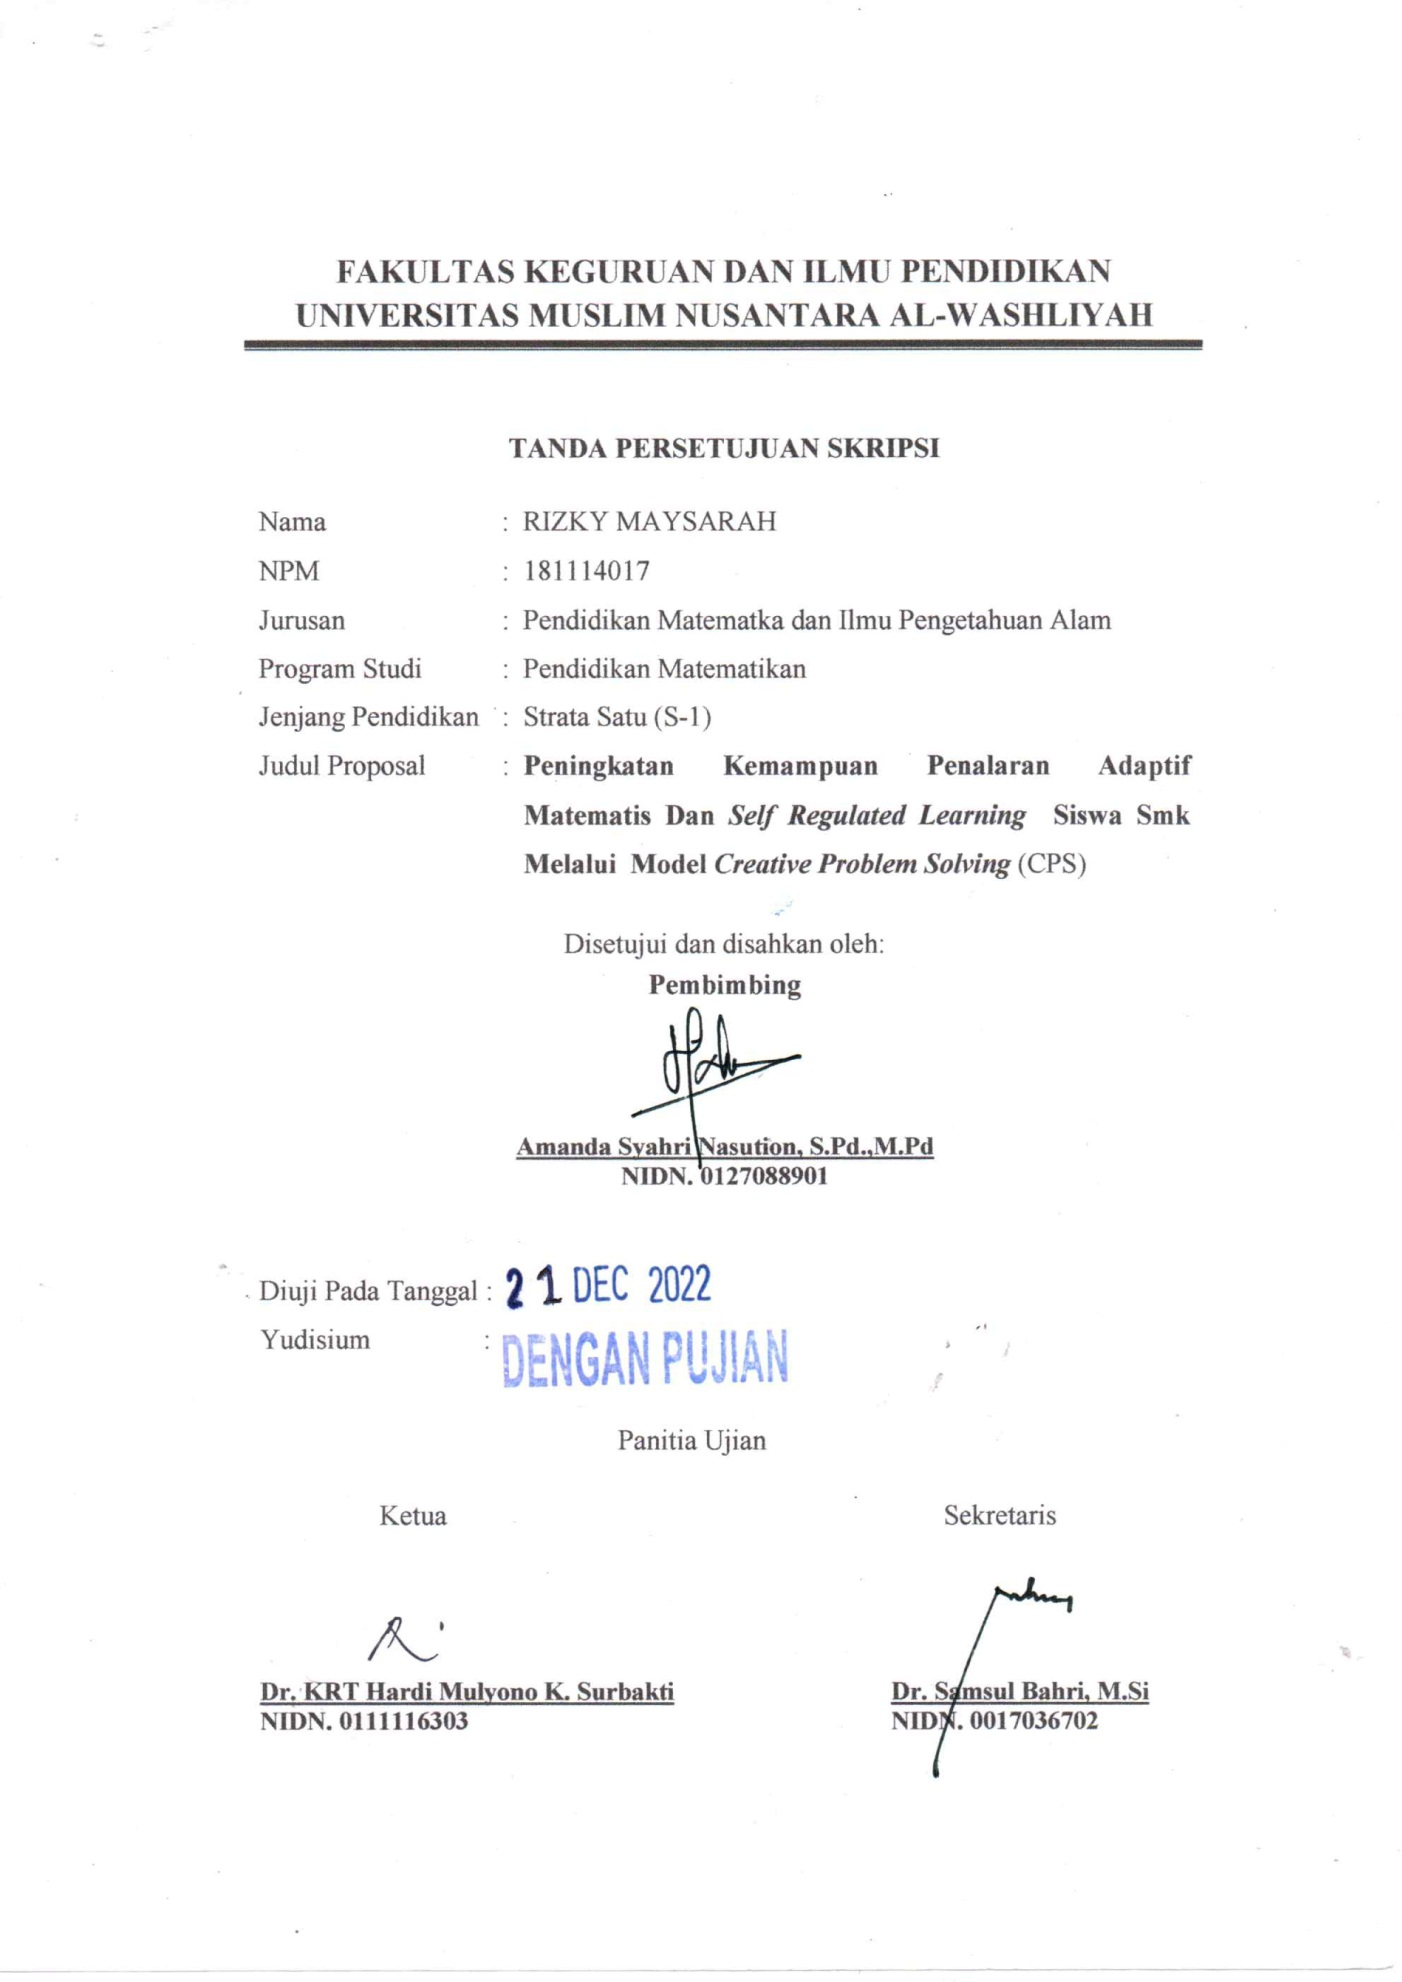 FAKULTAS KEGURUAN DAN ILMU PENDIDIKAN
UNIVERSITAS MUSLIM NUSANTARA AL-WASHLIYAH
TANDA PERSETUJUAN SKRIPSI
Nama : RIZKY MAYSARAH
NPM : 181114017
Jurusan : Pendidikan Matematka dan Ilmu Pengetahuan Alam
Program Studi : Pendidikan Matematikan
Jenjang Pendidikan : Strata Satu (S-1)
Judul Proposal : Peningkatan Kemampuan Penalaran Adaptif
Matematis Dan Self Regulated Learning Siswa Smk
Melalui Model Creative Problem Solving (CPS)
Disetujui dan disahkan oleh:
Pembimbing
Amanda Syahri Nasution, S.Pd.,M.Pd
NIDN. 0127088901
Diuji Pada Tanggal : 21 DEC 2022
Yudisium : DENGAN PUJIAN
Panitia Ujian
Ketua Sekretaris
Dr. KRT Hardi Mulyono K. Surbakti Dr. Samsul Bahri, M.Si
NIDN. 0111116303 NIDN. 0017036702